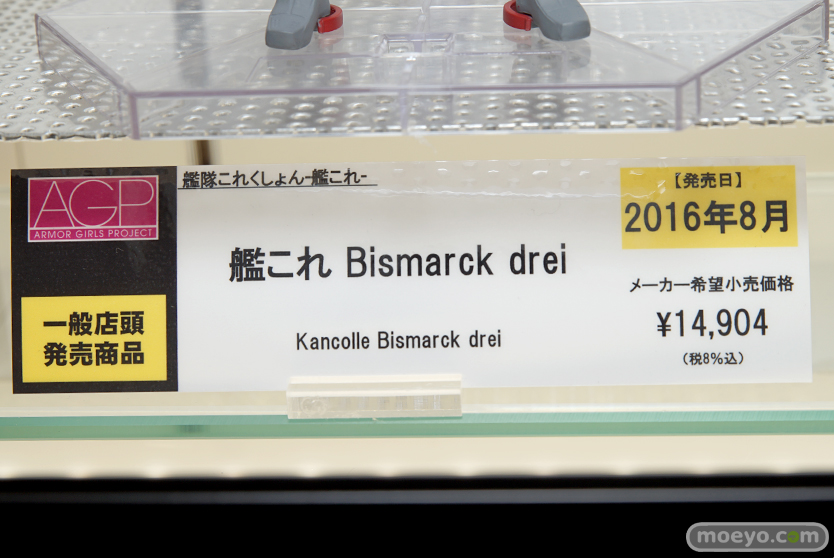 AGP
ARMOR GIRLS PROJECT
一般店頭
発売商品
艦隊これくしょん-艦これ-
艦これ Bismarck drei
Kancolle Bismarck drei
【発売日】
2016年8月
メーカー希望小売価格
¥14,904
(税8%込)
moeyo.com